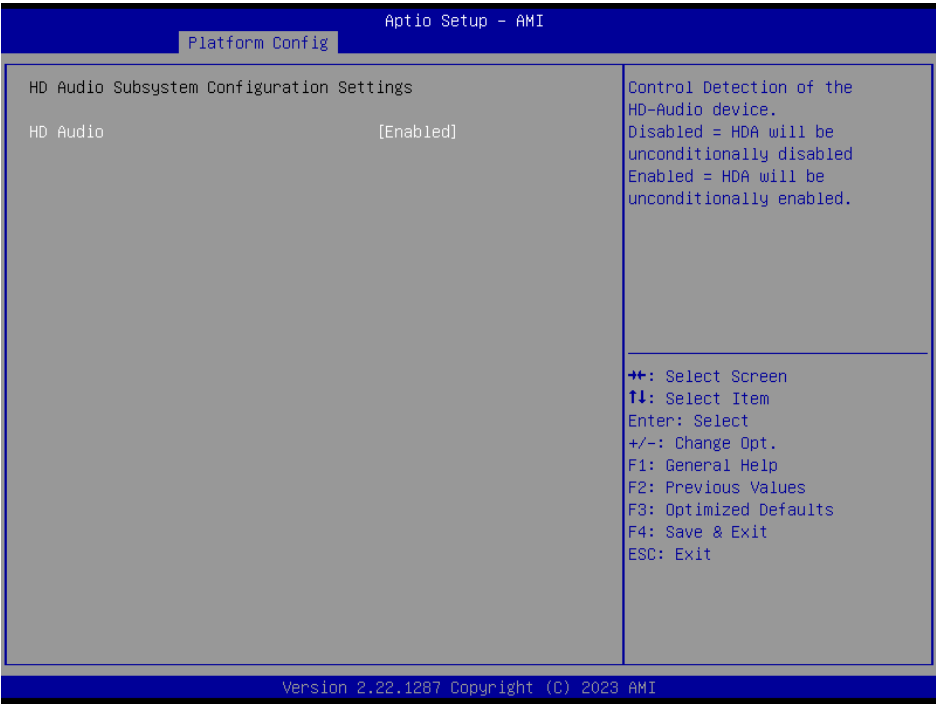 Aptio Setup - AMI
Platform Config
HD Audio Subsystem Configuration Settings
HD Audio [Enabled]
Control Detection of the
HD-Audio device.
Disabled = HDA will be
unconditionally disabled
Enabled = HDA will be
unconditionally enabled.
→←: Select Screen
↑↓: Select Item
Enter: Select
+/-: Change Opt.
F1: General Help
F2: Previous Values
F3: Optimized Defaults
F4: Save & Exit
ESC: Exit
Version 2.22.1287 Copyright (C) 2023 AMI